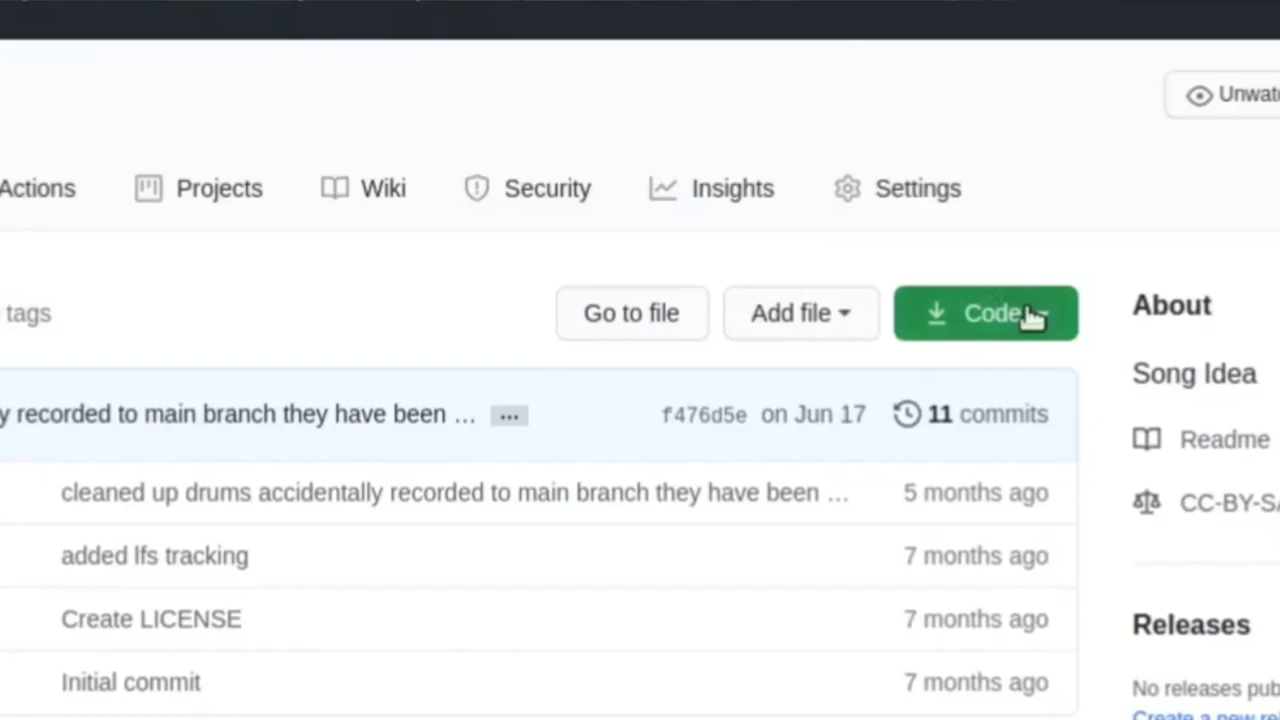 Actions Projects Wiki Security Insights Settings
tags Go to file Add file Code About
Song Idea
y recorded to main branch they have been … ... f476d5e on Jun 17 11 commits
Readme
cleaned up drums accidentally recorded to main branch they have been … 5 months ago
CC-BY-SA
added lfs tracking 7 months ago
Create LICENSE 7 months ago
Releases
Initial commit 7 months ago
No releases pub
Create a new rel